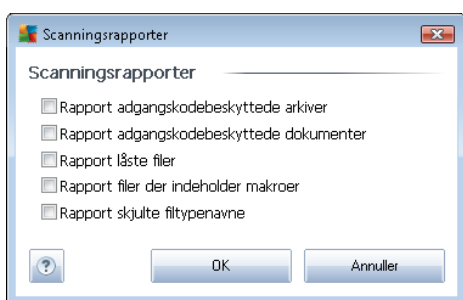 Scanningsrapporter
Scanningsrapporter
Rapport adgangskodebeskyttede arkiver
Rapport adgangskodebeskyttede dokumenter
Rapport låste filer
Rapport filer der indeholder makroer
Rapport skjulte filtypenavne
?
OK
Annuller